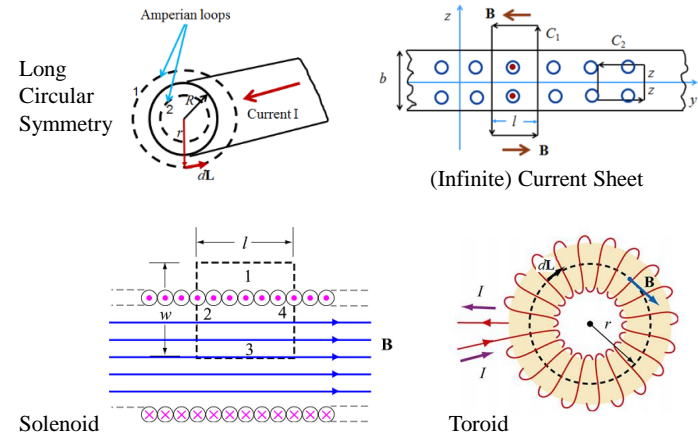 Amperian loops
Long
Circular
Symmetry
1
2
R
r
Current I
dL
z
B
C1
C2
b
z
z
y
l
B
(Infinite) Current Sheet
l
1
w
2
4
3
B
Solenoid
dL
B
I
r
I
Toroid